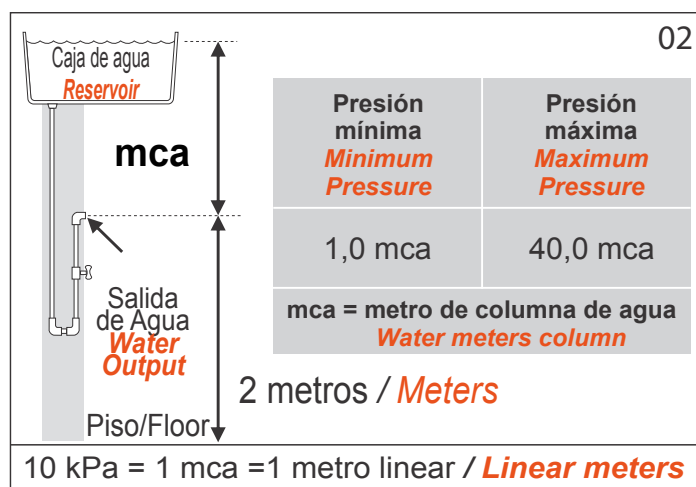 02
Caja de agua
Reservoir
mca
Salida
de Agua
Water
Output
2 metros / Meters
Piso/Floor
Presión
mínima
Minimum
Pressure
Presión
máxima
Maximum
Pressure
1,0 mca
40,0 mca
mca = metro de columna de agua
Water meters column
10 kPa = 1 mca =1 metro linear / Linear meters